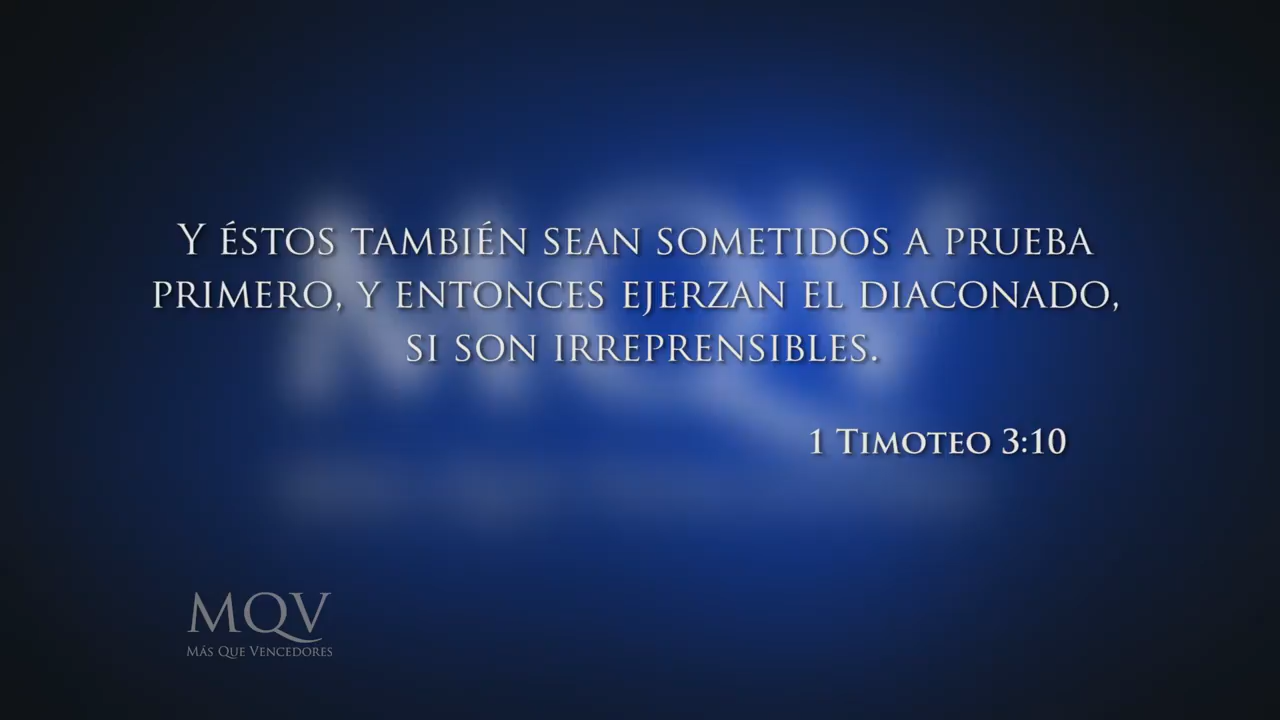 Y éstos también sean sometidos a prueba
primero, y entonces ejerzan el diaconado,
si son irreprensibles.
1 Timoteo 3:10
MQV
Más Que Vencedores